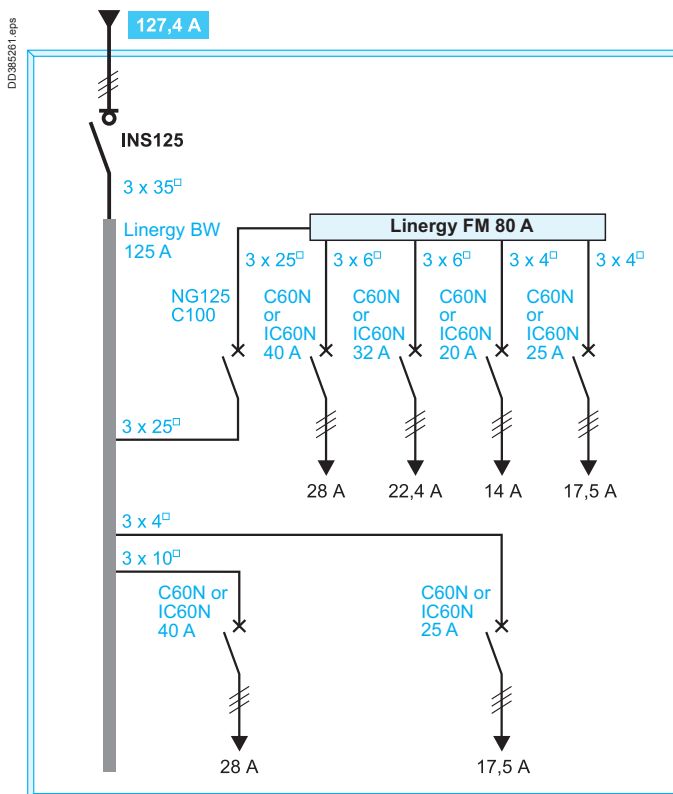 DD385261.eps
127,4 A
INS125
3 x 35□
Linergy BW
125 A
Linergy FM 80 A
3 x 25□
3 x 6□
3 x 6□
3 x 4□
3 x 4□
NG125
C100
C60N
or
IC60N
40 A
C60N
or
IC60N
32 A
C60N
or
IC60N
20 A
C60N
or
IC60N
25 A
3 x 25□
28 A
22,4 A
14 A
17,5 A
3 x 4□
3 x 10□
C60N or
IC60N
40 A
C60N or
IC60N
25 A
28 A
17,5 A